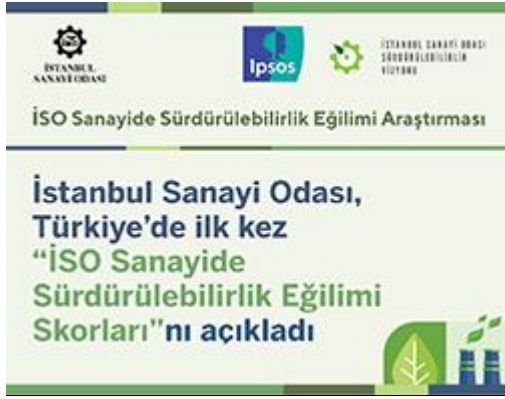 İSTANBUL
SANAYİ ODASI
Ipsos
İSTANBUL SANAYİ ODASI
SÜRDÜRÜLEBİLİRLİK
VİZYONU
İSO Sanayide Sürdürülebilirlik Eğilimi Araştırması
İstanbul Sanayi Odası,
Türkiye’de ilk kez
“İSO Sanayide
Sürdürülebilirlik Eğilimi
Skorları”nı açıkladı